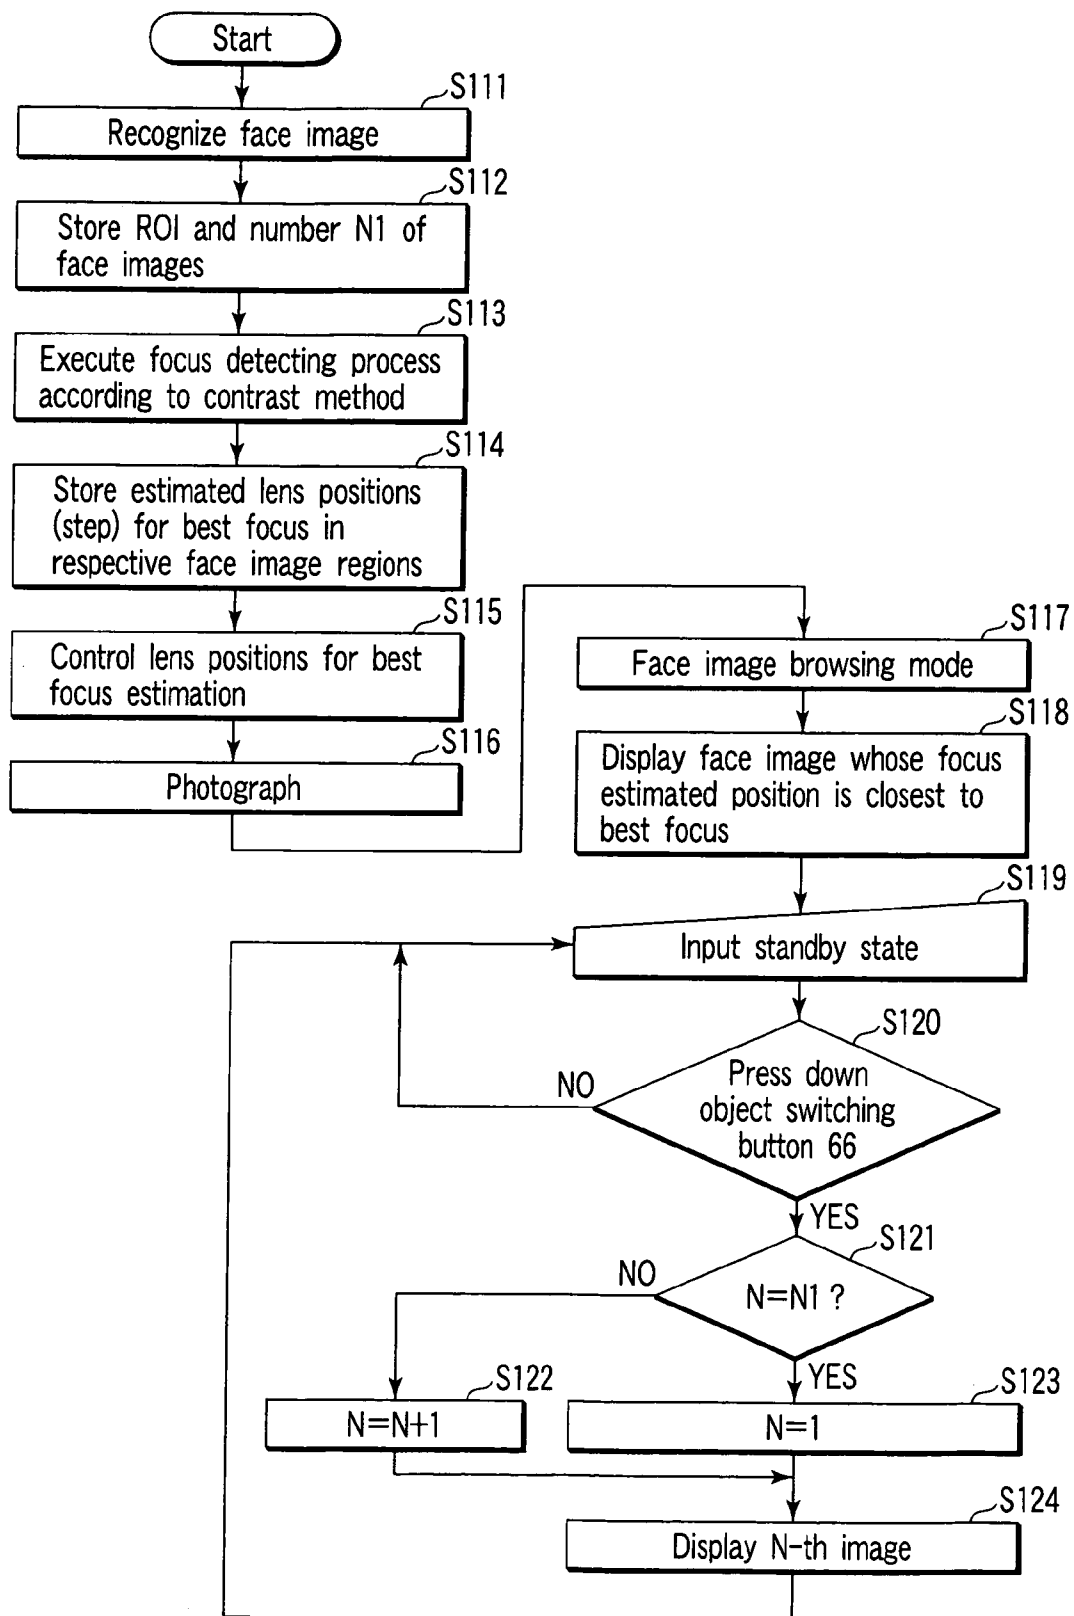 Start
S111
Recognize face image
S112
Store ROI and number N1 of
face images
S113
Execute focus detecting process
according to contrast method
S114
Store estimated lens positions
(step) for best focus in
respective face image regions
S115
Control lens positions for best
focus estimation
S116
Photograph
S117
Face image browsing mode
S118
Display face image whose focus
estimated position is closest to
best focus
S119
Input standby state
S120
Press down
object switching
button 66
NO
YES
S121
N=N1 ?
NO
YES
S122
N=N+1
S123
N=1
S124
Display N-th image